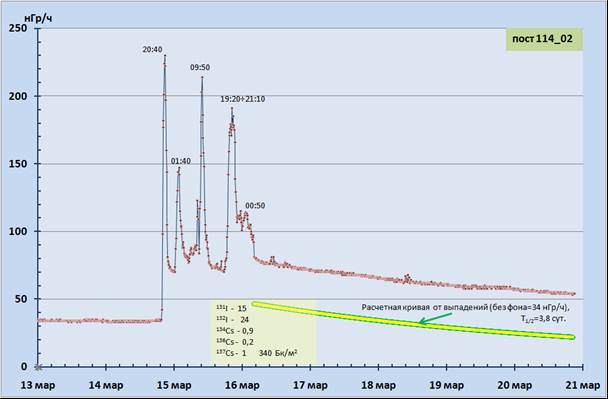 нГр/ч
250
200
150
100
50
0
пост 114_02
20:40
09:50
19:20÷21:10
01:40
00:50
¹³¹I - 15
¹³²I - 24
¹³⁴Cs - 0,9
¹³⁶Cs - 0,2
¹³⁷Cs - 1 340 Бк/м²
Расчетная кривая от выпадений (без фона=34 нГр/ч),
T₁/₂=3,8 сут.
13 мар 14 мар 15 мар 16 мар 17 мар 18 мар 19 мар 20 мар 21 мар